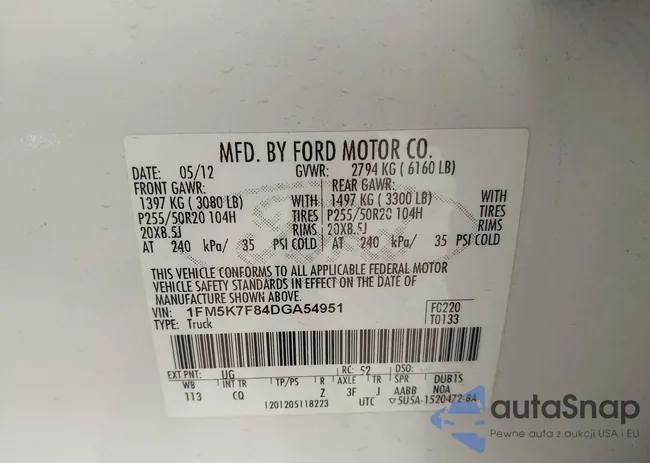 MFD. BY FORD MOTOR CO.
DATE: 05/12 GVWR: 2794 KG ( 6160 LB)
FRONT GAWR: REAR GAWR:
1397 KG ( 3080 LB) WITH 1497 KG ( 3300 LB) WITH
P255/50R20 104H TIRES P255/50R20 104H TIRES
20X8.5J RIMS 20X8.5J RIMS
AT 240 kPa/ 35 PSI COLD AT 240 kPa/ 35 PSI COLD
THIS VEHICLE CONFORMS TO ALL APPLICABLE FEDERAL MOTOR
VEHICLE SAFETY STANDARDS IN EFFECT ON THE DATE OF
MANUFACTURE SHOWN ABOVE.
VIN: 1FM5K7F84DGA54951 FC220
TYPE: Truck T0133
EXT PNT: UG RC: 52 DSO:
WB INT TR TP/PS R AXLE TR SPR DUBTS
113 CQ Z 3F J AABB NOA
1201205118223 UTC 5U5A-1520472-BA
Ford
autoSnap
Pewne auta z aukcji USA i EU